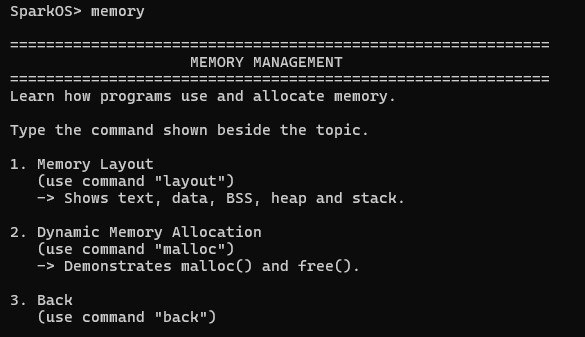 SparkOS> memory
============================================================
MEMORY MANAGEMENT
============================================================
Learn how programs use and allocate memory.
Type the command shown beside the topic.
1. Memory Layout
(use command "layout")
-> Shows text, data, BSS, heap and stack.
2. Dynamic Memory Allocation
(use command "malloc")
-> Demonstrates malloc() and free().
3. Back
(use command "back")